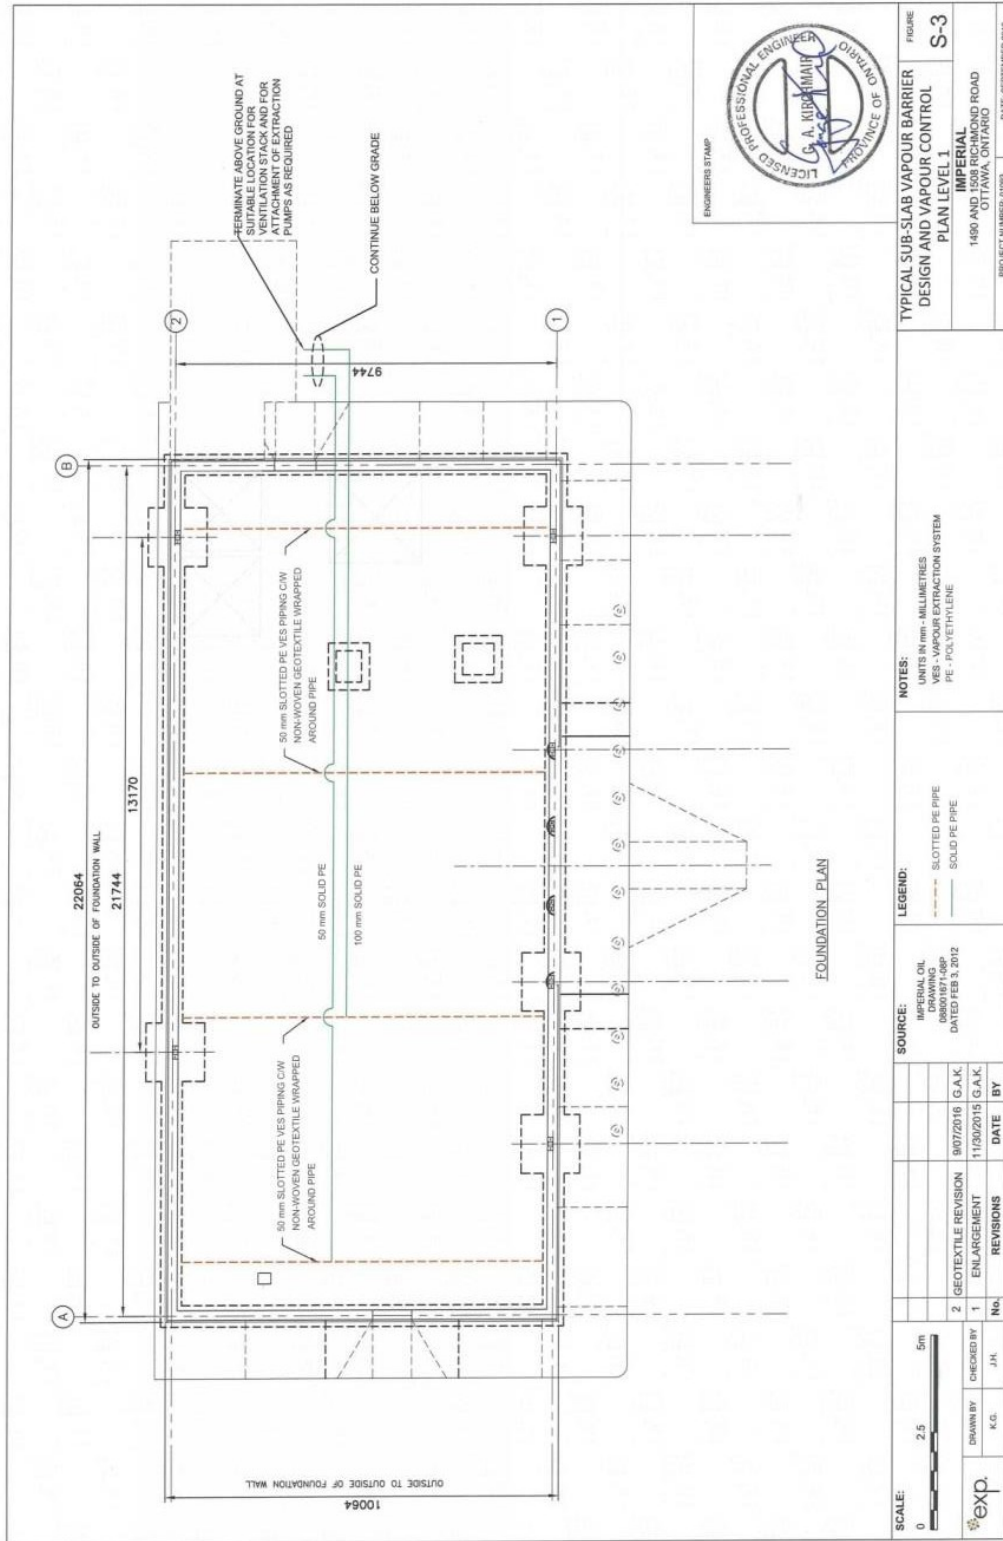 22064
OUTSIDE TO OUTSIDE OF FOUNDATION WALL
21744
13170
A
B
2
1
9744
10064
OUTSIDE TO OUTSIDE OF FOUNDATION WALL
TERMINATE ABOVE GROUND AT
SUITABLE LOCATION FOR
VENTILATION STACK AND FOR
ATTACHMENT OF EXTRACTION
PUMPS AS REQUIRED
CONTINUE BELOW GRADE
50 mm SLOTTED PE VES PIPING C/W
NON-WOVEN GEOTEXTILE WRAPPED
AROUND PIPE
50 mm SOLID PE
100 mm SOLID PE
50 mm SLOTTED PE VES PIPING C/W
NON-WOVEN GEOTEXTILE WRAPPED
AROUND PIPE
FOUNDATION PLAN
ENGINEERS STAMP
LICENSED PROFESSIONAL ENGINEER
G. A. KIRCHMAIR
PROVINCE OF ONTARIO
SCALE:
0 2.5 5m
exp.
DRAWN BY
K.G.
CHECKED BY
J.H.
2 GEOTEXTILE REVISION 9/07/2016 G.A.K.
1 ENLARGEMENT 11/30/2015 G.A.K.
No. REVISIONS DATE BY
SOURCE:
IMPERIAL OIL
DRAWING
088001671-08P
DATED FEB 3, 2012
LEGEND:
SLOTTED PE PIPE
SOLID PE PIPE
NOTES:
UNITS IN mm - MILLIMETRES
VES - VAPOUR EXTRACTION SYSTEM
PE - POLYETHYLENE
TYPICAL SUB-SLAB VAPOUR BARRIER
DESIGN AND VAPOUR CONTROL
PLAN LEVEL 1
FIGURE
S-3
IMPERIAL
1490 AND 1508 RICHMOND ROAD
OTTAWA, ONTARIO